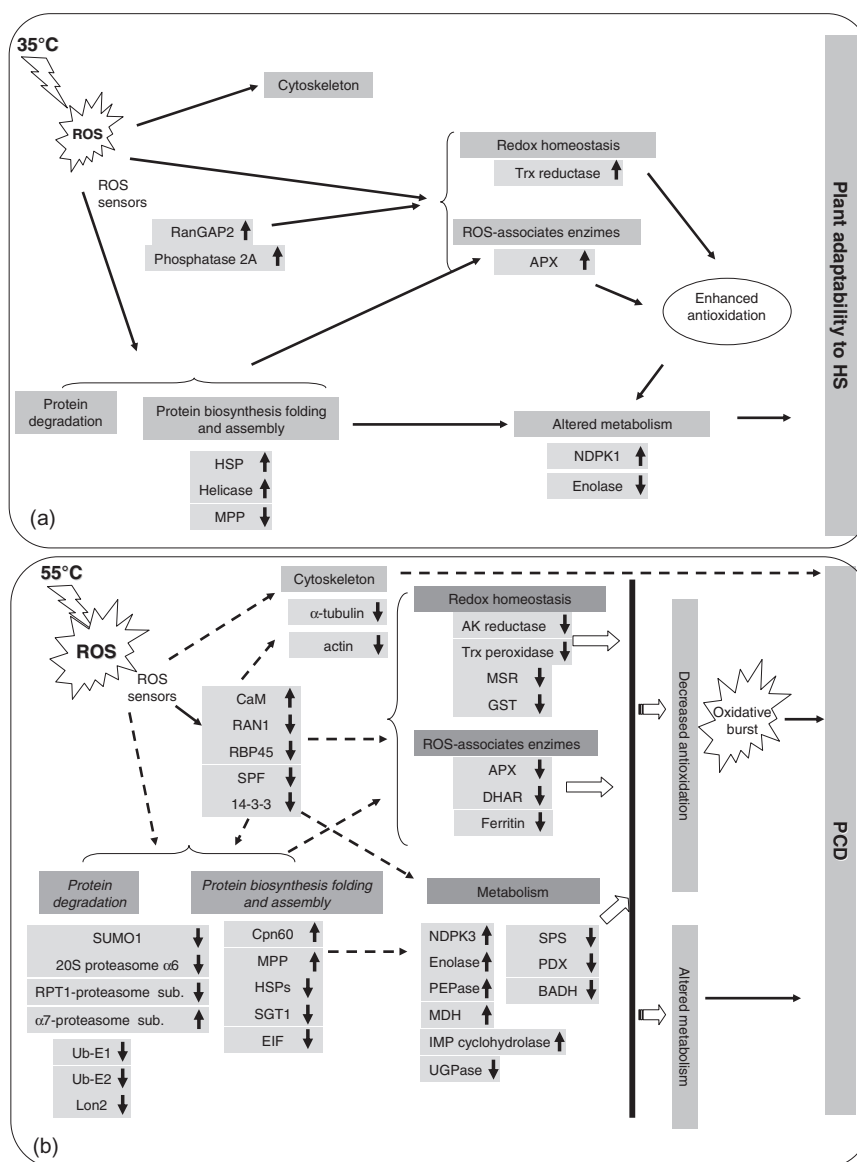 35°C
ROS
ROS
sensors
Cytoskeleton
RanGAP2
Phosphatase 2A
Redox homeostasis
Trx reductase
ROS-associates enzimes
APX
Enhanced
antioxidation
Protein
degradation
Protein biosynthesis folding
and assembly
HSP
Helicase
MPP
Altered metabolism
NDPK1
Enolase
Plant adaptability to HS
(a)
55°C
ROS
ROS
sensors
Cytoskeleton
α-tubulin
actin
CaM
RAN1
RBP45
SPF
14-3-3
Redox homeostasis
AK reductase
Trx peroxidase
MSR
GST
ROS-associates enzymes
APX
DHAR
Ferritin
Protein
degradation
SUMO1
20S proteasome α6
RPT1-proteasome sub.
α7-proteasome sub.
Ub-E1
Ub-E2
Lon2
Protein biosynthesis folding
and assembly
Cpn60
MPP
HSPs
SGT1
EIF
Metabolism
NDPK3
Enolase
PEPase
MDH
IMP cyclohydrolase
UGPase
SPS
PDX
BADH
Decreased antioxidation
Altered metabolism
Oxidative
burst
PCD
(b)